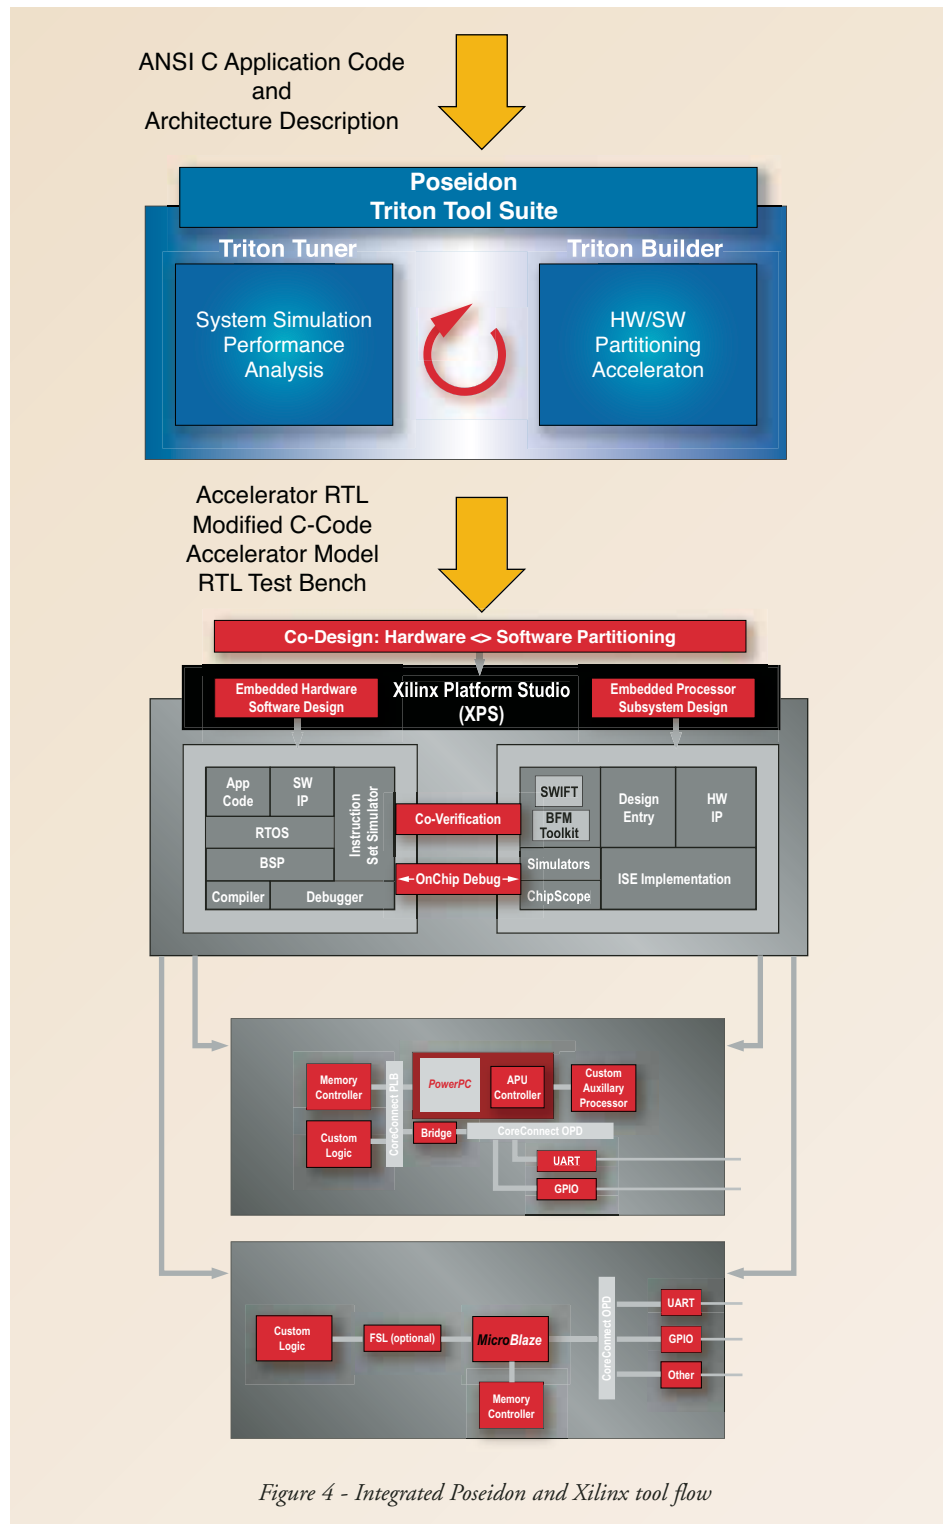 ANSI C Application Code
and
Architecture Description
Poseidon
Triton Tool Suite
Triton Tuner
Triton Builder
System Simulation
Performance
Analysis
HW/SW
Partitioning
Acceleraton
Accelerator RTL
Modified C-Code
Accelerator Model
RTL Test Bench
Co-Design: Hardware <> Software Partitioning
Embedded Hardware
Software Design
Xilinx Platform Studio
(XPS)
Embedded Processor
Subsystem Design
App
Code
SW
IP
Instruction
Set Simulator
RTOS
BSP
Compiler
Debugger
Co-Verification
OnChip Debug
SWIFT
BFM
Toolkit
Design
Entry
HW
IP
Simulators
ChipScope
ISE Implementation
Memory
Controller
Custom
Logic
CoreConnect PLB
PowerPC
APU
Controller
Custom
Auxillary
Processor
Bridge
CoreConnect OPD
UART
GPIO
Custom
Logic
FSL (optional)
MicroBlaze
Memory
Controller
CoreConnect OPD
UART
GPIO
Other
Figure 4 - Integrated Poseidon and Xilinx tool flow